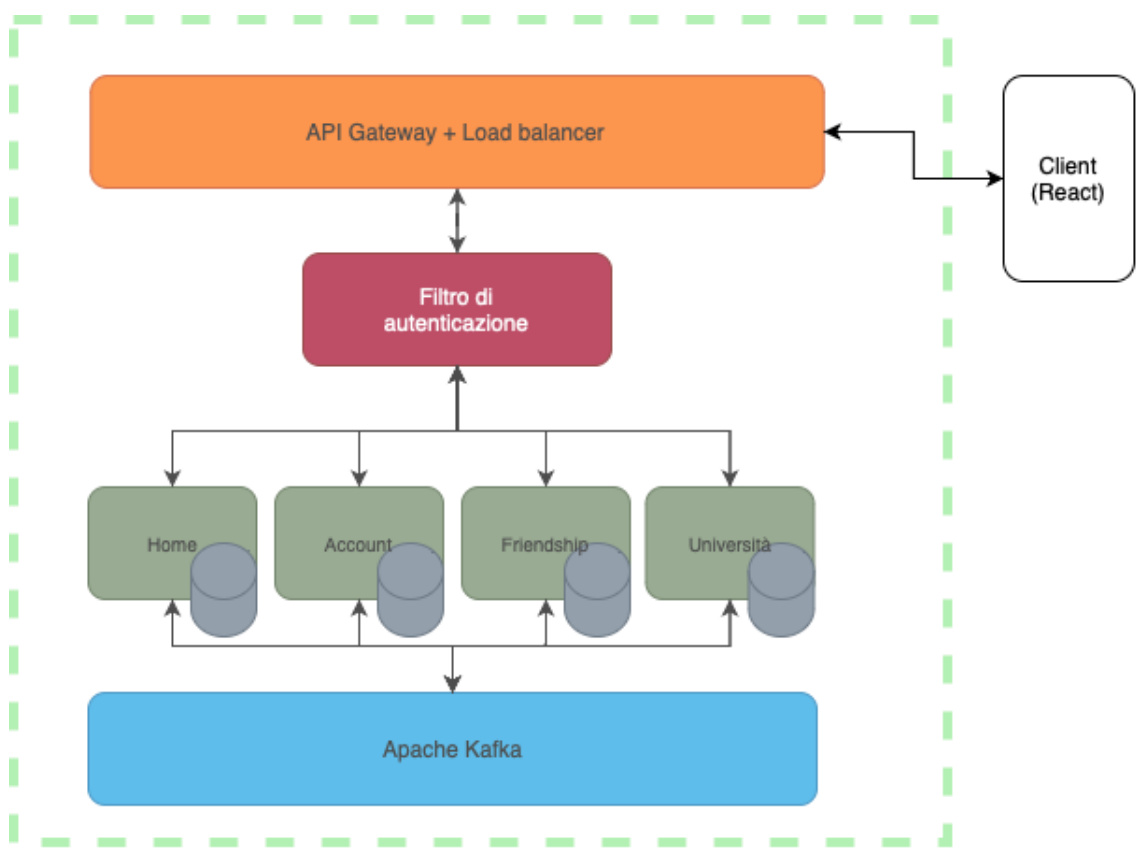 API Gateway + Load balancer
Client
(React)
Filtro di
autenticazione
Home
Account
Friendship
Università
Apache Kafka